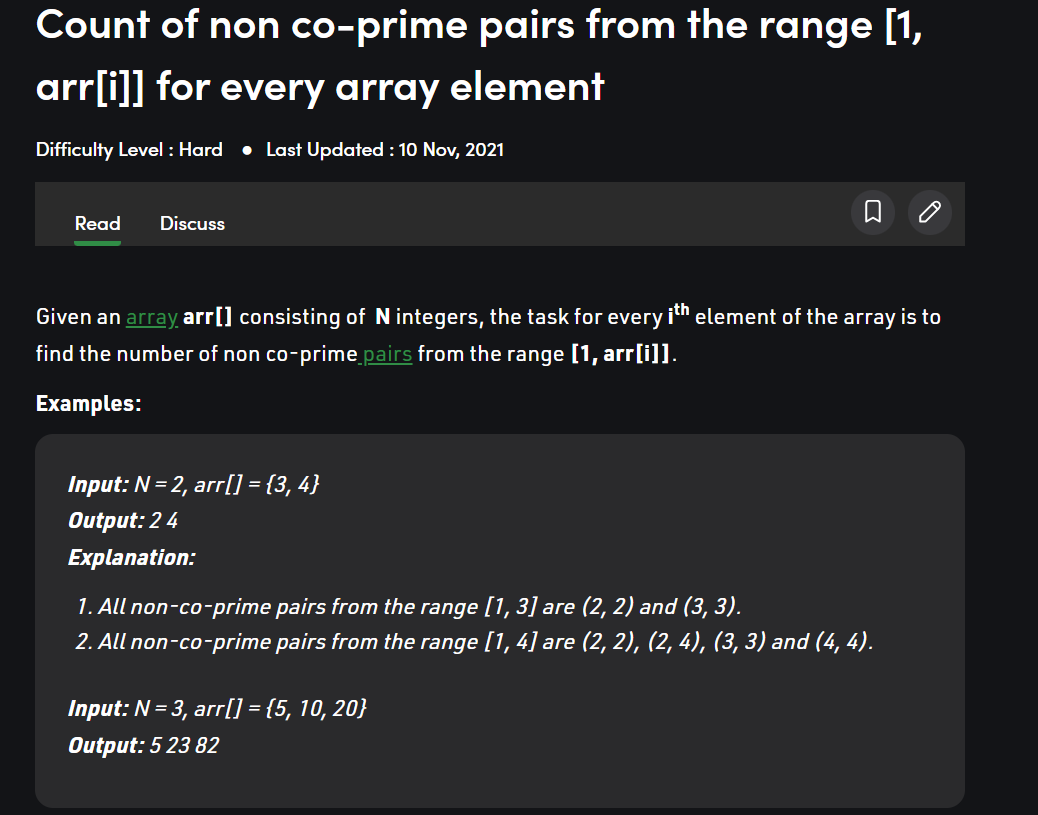 Count of non co-prime pairs from the range [1,
arr[i]] for every array element
Difficulty Level : Hard ● Last Updated : 10 Nov, 2021
Read Discuss
Given an array arr[] consisting of N integers, the task for every iᵗʰ element of the array is to
find the number of non co-prime pairs from the range [1, arr[i]].
Examples:
Input: N = 2, arr[] = {3, 4}
Output: 2 4
Explanation:
1. All non-co-prime pairs from the range [1, 3] are (2, 2) and (3, 3).
2. All non-co-prime pairs from the range [1, 4] are (2, 2), (2, 4), (3, 3) and (4, 4).
Input: N = 3, arr[] = {5, 10, 20}
Output: 5 23 82